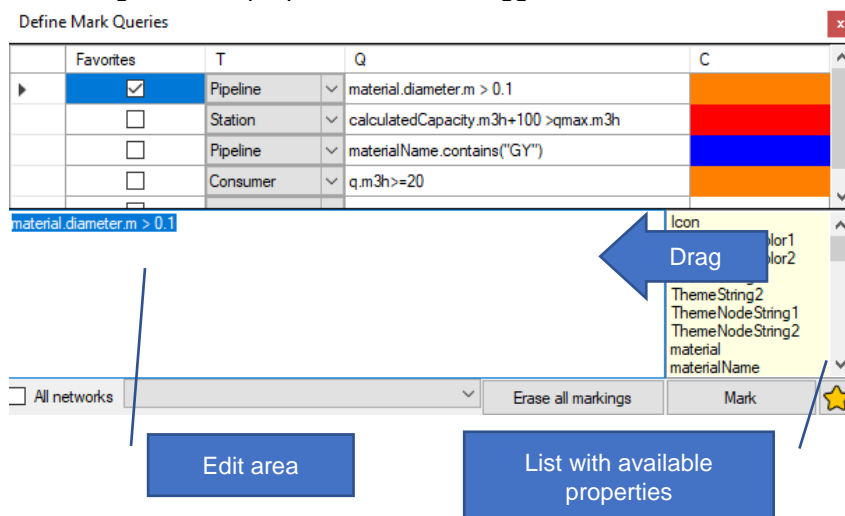 Define Mark Queries
x
Favorites T Q C
Pipeline material.diameter.m > 0.1
Station calculatedCapacity.m3h+100 >qmax.m3h
Pipeline materialName.contains("GY")
Consumer q.m3h>=20
material.diameter.m > 0.1
Icon
Drag
ThemeString2
ThemeNodeString1
ThemeNodeString2
material
materialName
All networks Erase all markings Mark
Edit area
List with available
properties